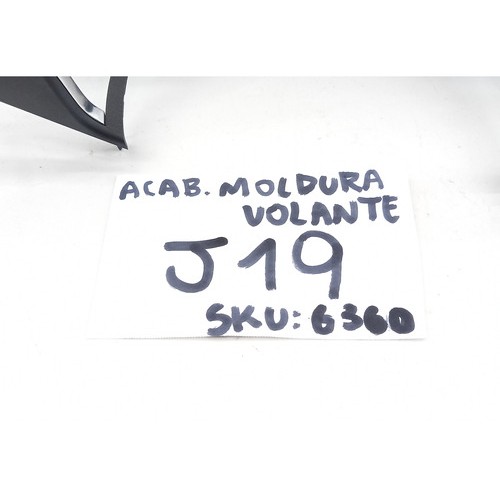 ACAB. MOLDURA
VOLANTE
J19
SKU: 6360